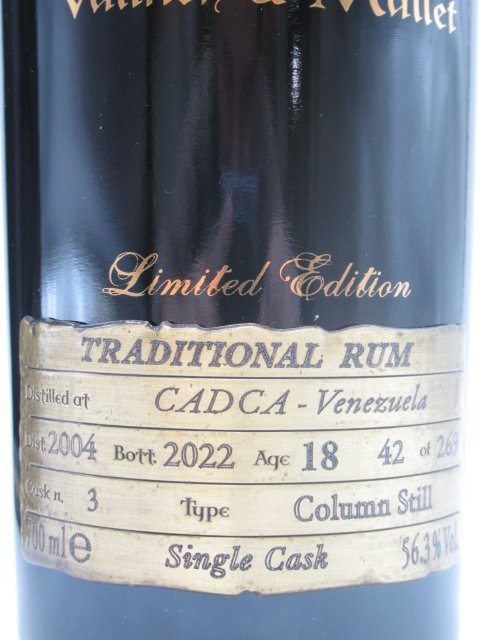 & Mullet
Limited Edition
TRADITIONAL RUM
Distilled at CADCA - Venezuela
Dist. 2004 Bott. 2022 Age 18 42 of 269
Cask n. 3 Type Column Still
700 ml e Single Cask 56.3% Vol.